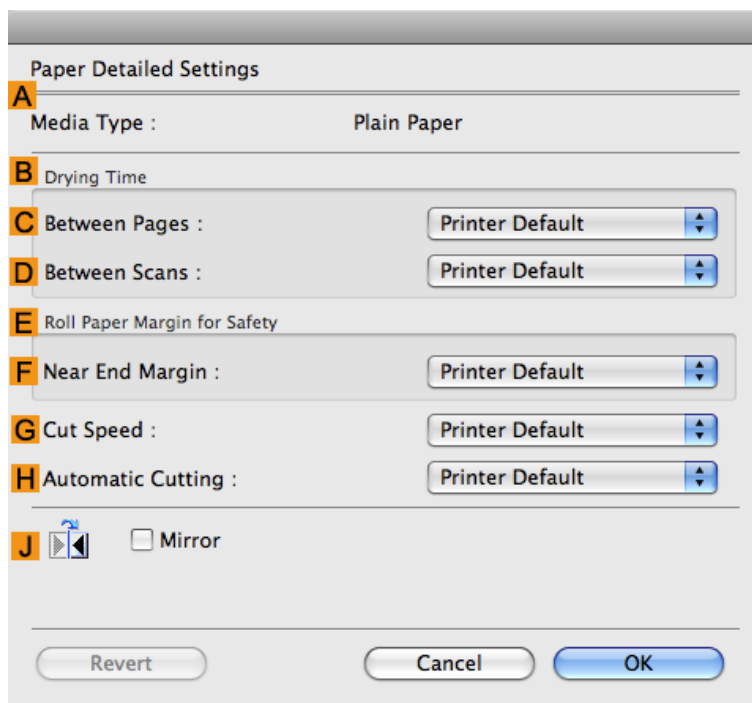 Paper Detailed Settings
A
Media Type : Plain Paper
B Drying Time
C Between Pages : Printer Default
D Between Scans : Printer Default
E Roll Paper Margin for Safety
F Near End Margin : Printer Default
G Cut Speed : Printer Default
H Automatic Cutting : Printer Default
J Mirror
Revert Cancel OK